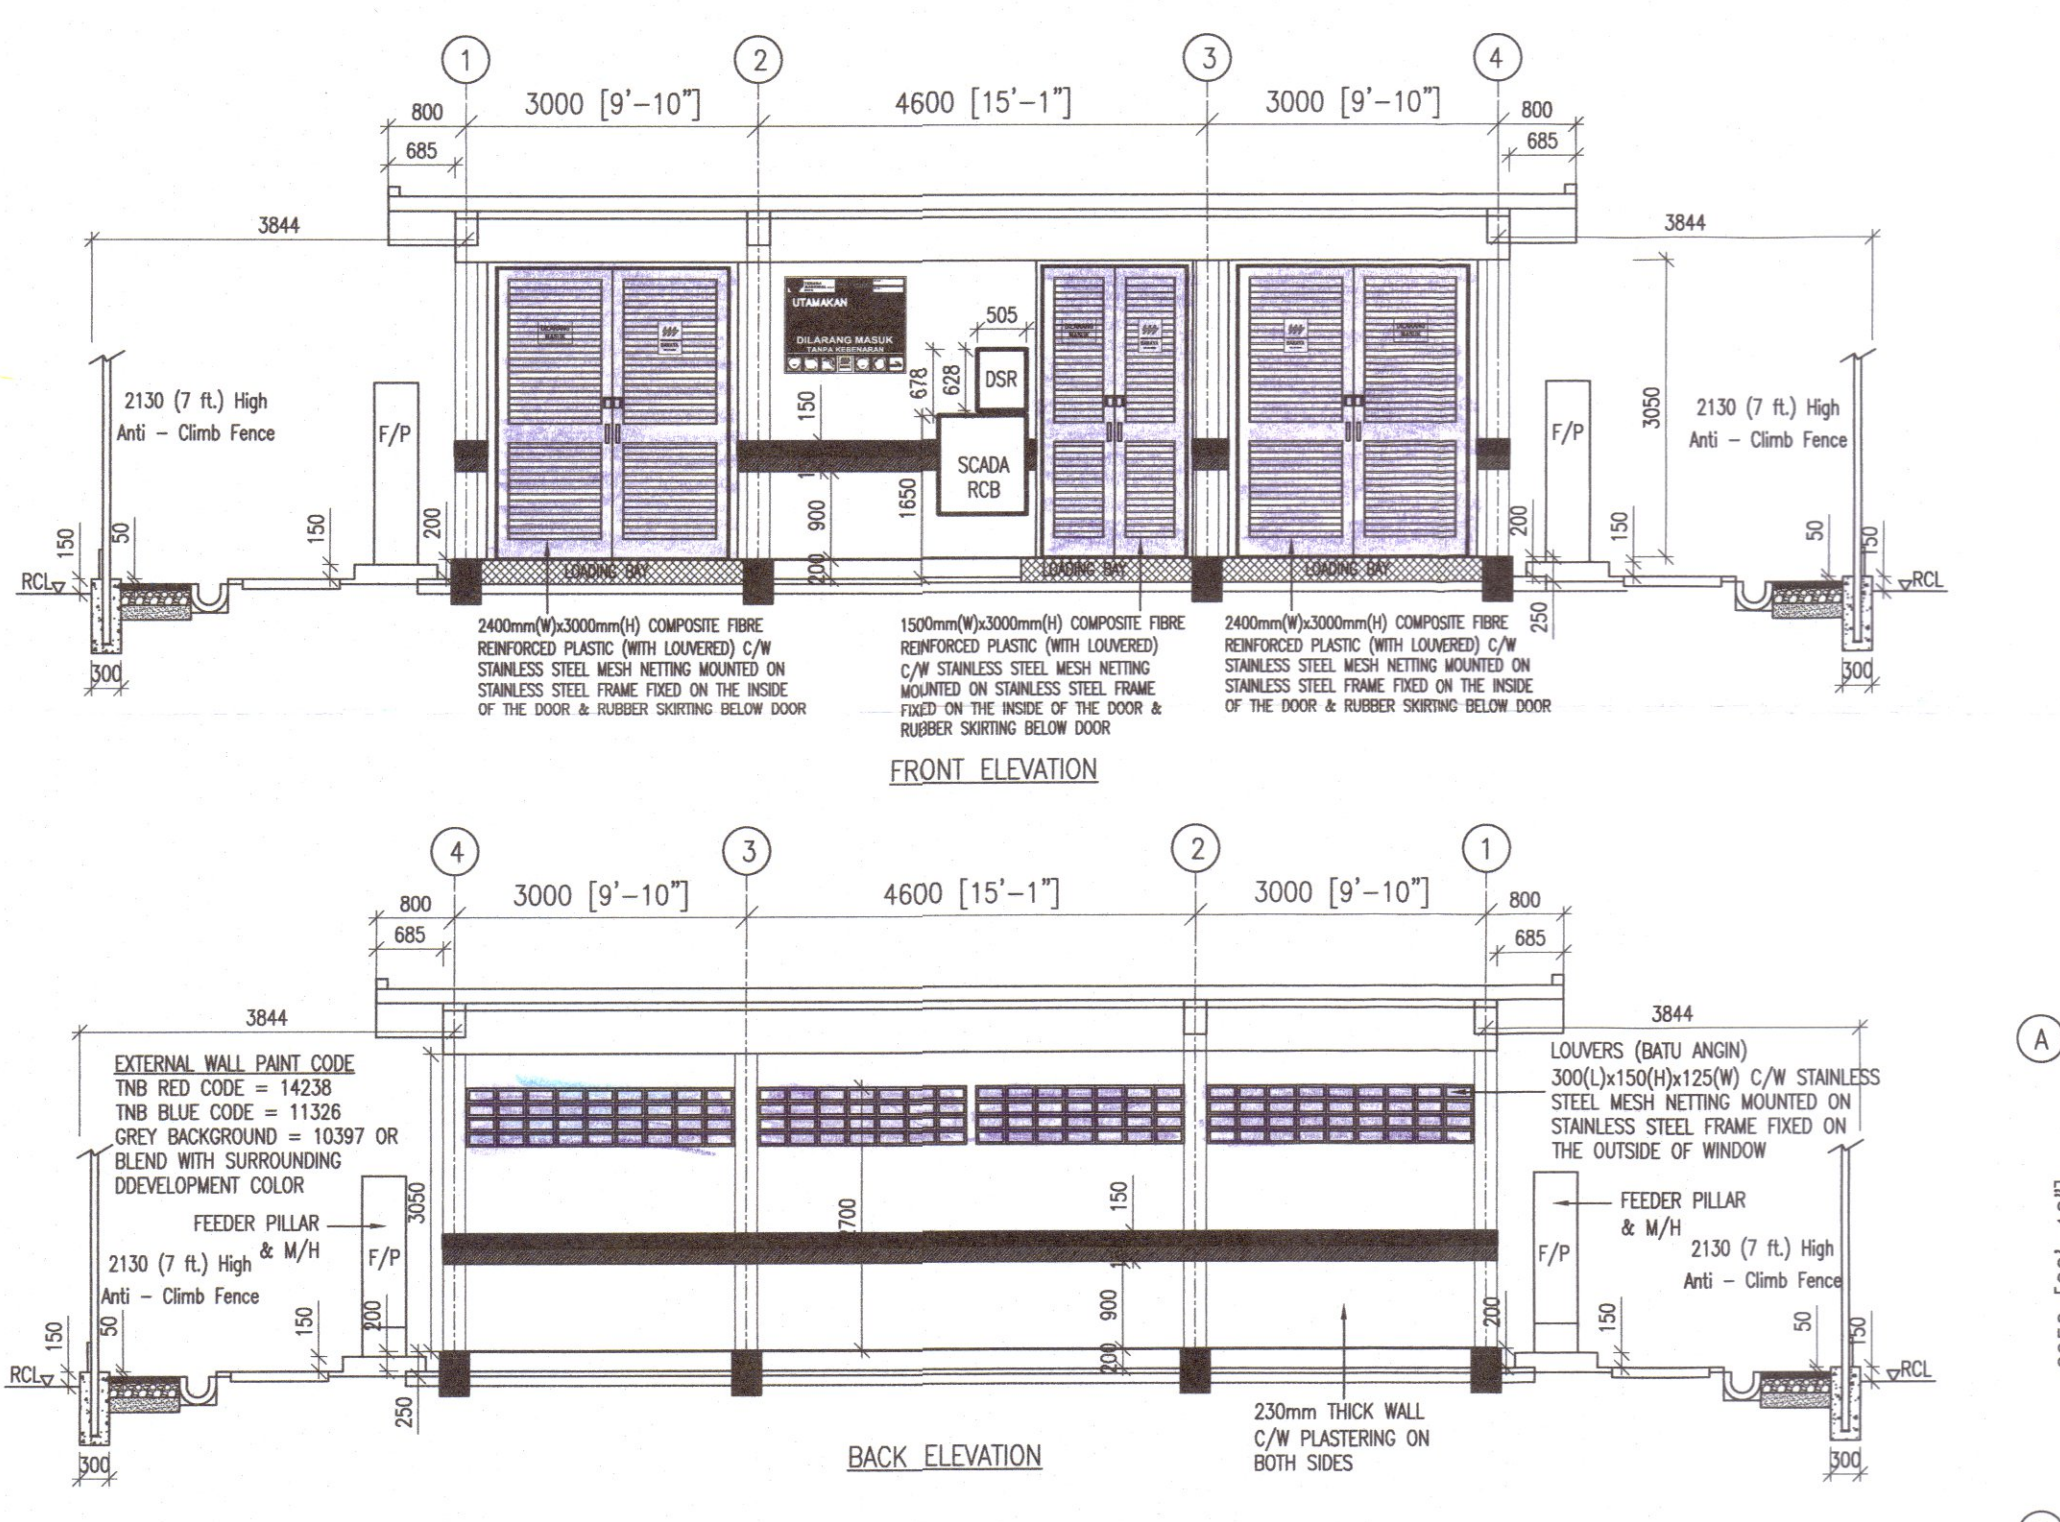 1 2 3 4
3000 [9'-10"] 4600 [15'-1"] 3000 [9'-10"]
800 800
685 685
3844 3844
UTAMAKAN
DILARANG MASUK
TANPA KEBENARAN
DILARANG
MASUK
DILARANG
MASUK
DILARANG
MASUK
505
DSR
678
628
150
SCADA
RCB
1650
900
200
3050
2130 (7 ft.) High
Anti - Climb Fence
F/P
2130 (7 ft.) High
Anti - Climb Fence
F/P
150 50 150 200
200 150 50 150
250
RCL RCL
LOADING BAY LOADING BAY LOADING BAY
300 300
2400mm(W)x3000mm(H) COMPOSITE FIBRE
REINFORCED PLASTIC (WITH LOUVERED) C/W
STAINLESS STEEL MESH NETTING MOUNTED ON
STAINLESS STEEL FRAME FIXED ON THE INSIDE
OF THE DOOR & RUBBER SKIRTING BELOW DOOR
1500mm(W)x3000mm(H) COMPOSITE FIBRE
REINFORCED PLASTIC (WITH LOUVERED)
C/W STAINLESS STEEL MESH NETTING
MOUNTED ON STAINLESS STEEL FRAME
FIXED ON THE INSIDE OF THE DOOR &
RUBBER SKIRTING BELOW DOOR
2400mm(W)x3000mm(H) COMPOSITE FIBRE
REINFORCED PLASTIC (WITH LOUVERED) C/W
STAINLESS STEEL MESH NETTING MOUNTED ON
STAINLESS STEEL FRAME FIXED ON THE INSIDE
OF THE DOOR & RUBBER SKIRTING BELOW DOOR
FRONT ELEVATION
4 3 2 1
3000 [9'-10"] 4600 [15'-1"] 3000 [9'-10"]
800 800
685 685
3844 3844
A
EXTERNAL WALL PAINT CODE
TNB RED CODE = 14238
TNB BLUE CODE = 11326
GREY BACKGROUND = 10397 OR
BLEND WITH SURROUNDING
DDEVELOPMENT COLOR
FEEDER PILLAR
& M/H
2130 (7 ft.) High
Anti - Climb Fence
F/P
3050
LOUVERS (BATU ANGIN)
300(L)x150(H)x125(W) C/W STAINLESS
STEEL MESH NETTING MOUNTED ON
STAINLESS STEEL FRAME FIXED ON
THE OUTSIDE OF WINDOW
FEEDER PILLAR
& M/H
2130 (7 ft.) High
Anti - Climb Fence
F/P
150
900
200
150 50 150 200
250
200 150 50 150
RCL RCL
300 300
230mm THICK WALL
C/W PLASTERING ON
BOTH SIDES
BACK ELEVATION